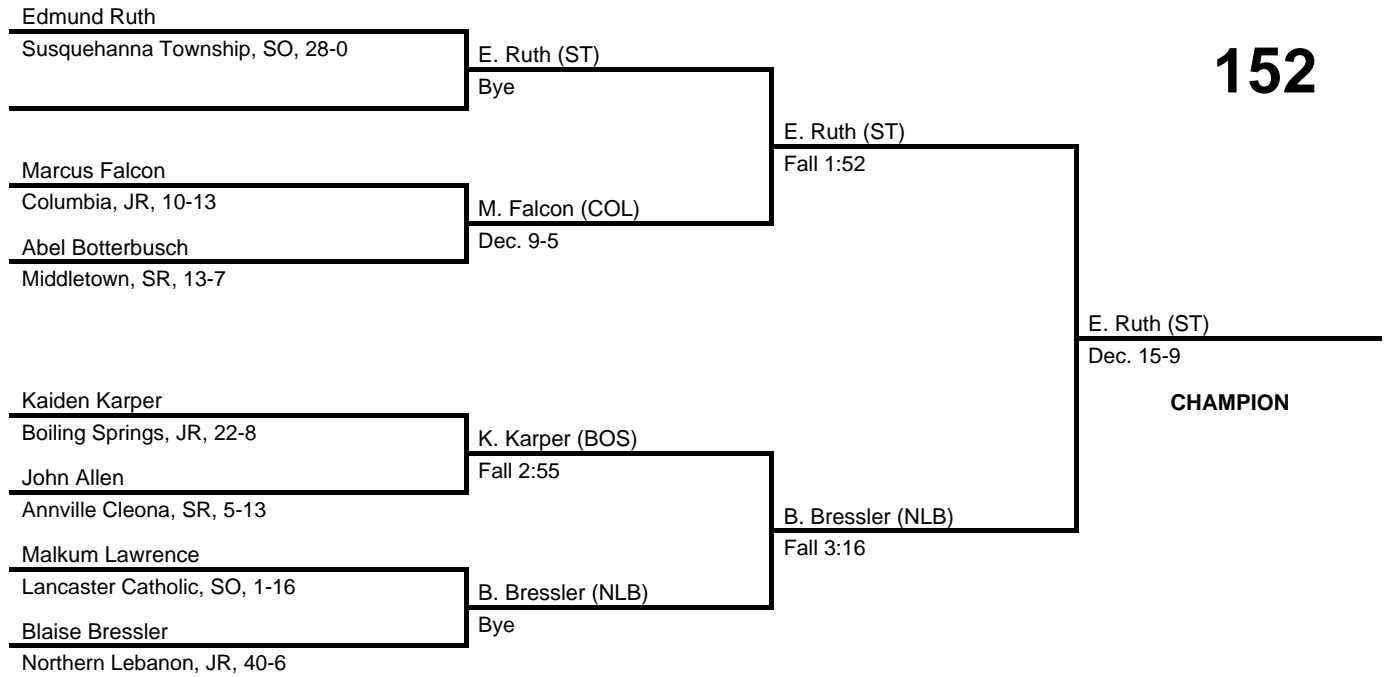 Edmund Ruth
Susquehanna Township, SO, 28-0
E. Ruth (ST)
Bye
152
E. Ruth (ST)
Fall 1:52
Marcus Falcon
Columbia, JR, 10-13
M. Falcon (COL)
Dec. 9-5
Abel Botterbusch
Middletown, SR, 13-7
E. Ruth (ST)
Dec. 15-9
CHAMPION
Kaiden Karper
Boiling Springs, JR, 22-8
K. Karper (BOS)
Fall 2:55
John Allen
Annville Cleona, SR, 5-13
B. Bressler (NLB)
Fall 3:16
Malkum Lawrence
Lancaster Catholic, SO, 1-16
B. Bressler (NLB)
Bye
Blaise Bressler
Northern Lebanon, JR, 40-6